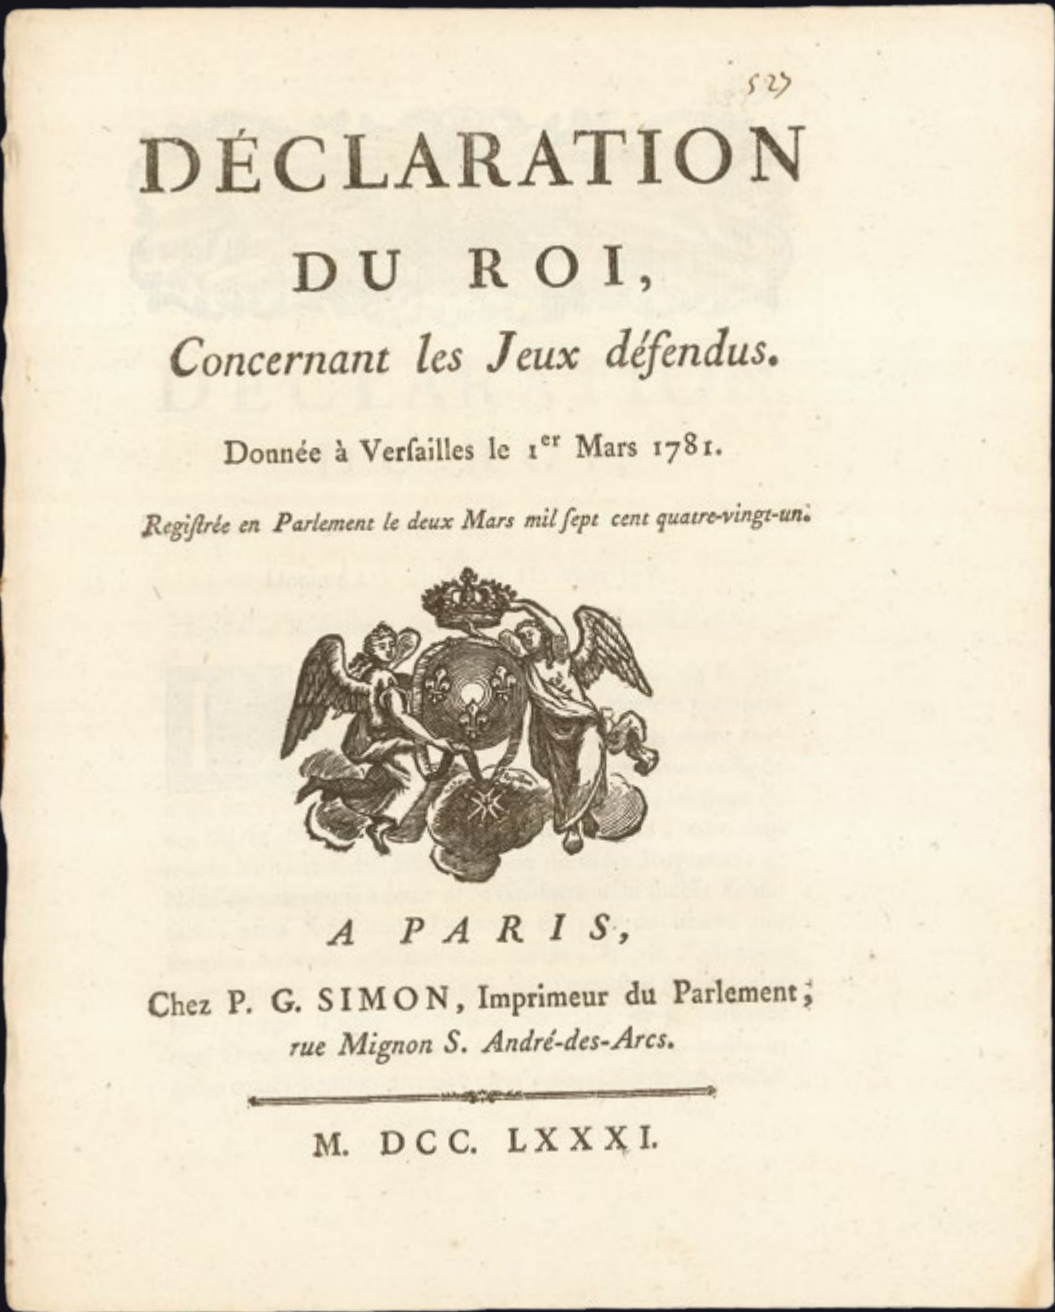 527
DÉCLARATION
DU ROI,
Concernant les Jeux défendus.
Donnée à Verſailles le 1er Mars 1781.
Regiſtrée en Parlement le deux Mars mil ſept cent quatre-vingt-un.
A PARIS,
Chez P. G. SIMON, Imprimeur du Parlement;
rue Mignon S. André-des-Arcs.
M. DCC. LXXXI.